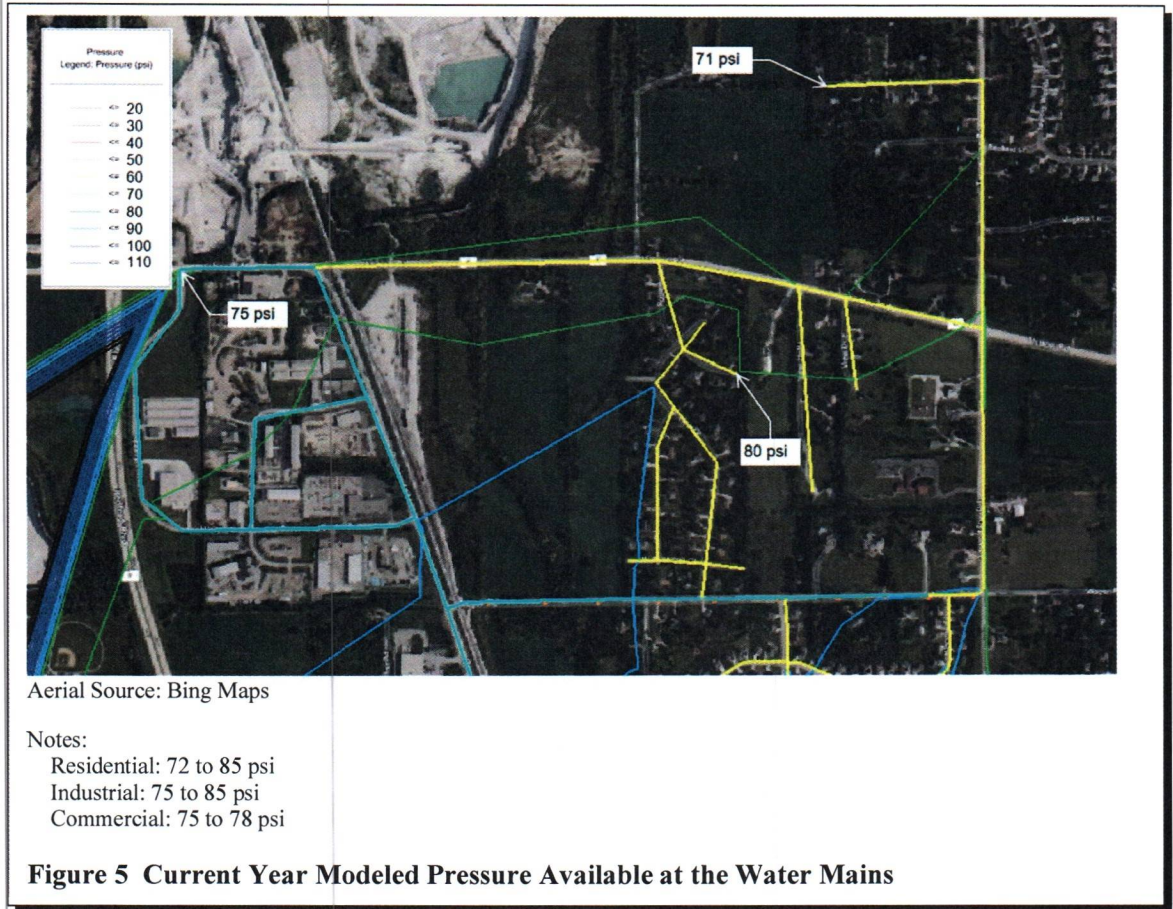 Pressure
Legend: Pressure (psi)
<= 20
<= 30
<= 40
<= 50
<= 60
<= 70
<= 80
<= 90
<= 100
<= 110
71 psi
75 psi
80 psi
Aerial Source: Bing Maps
Notes:
Residential: 72 to 85 psi
Industrial: 75 to 85 psi
Commercial: 75 to 78 psi
Figure 5 Current Year Modeled Pressure Available at the Water Mains